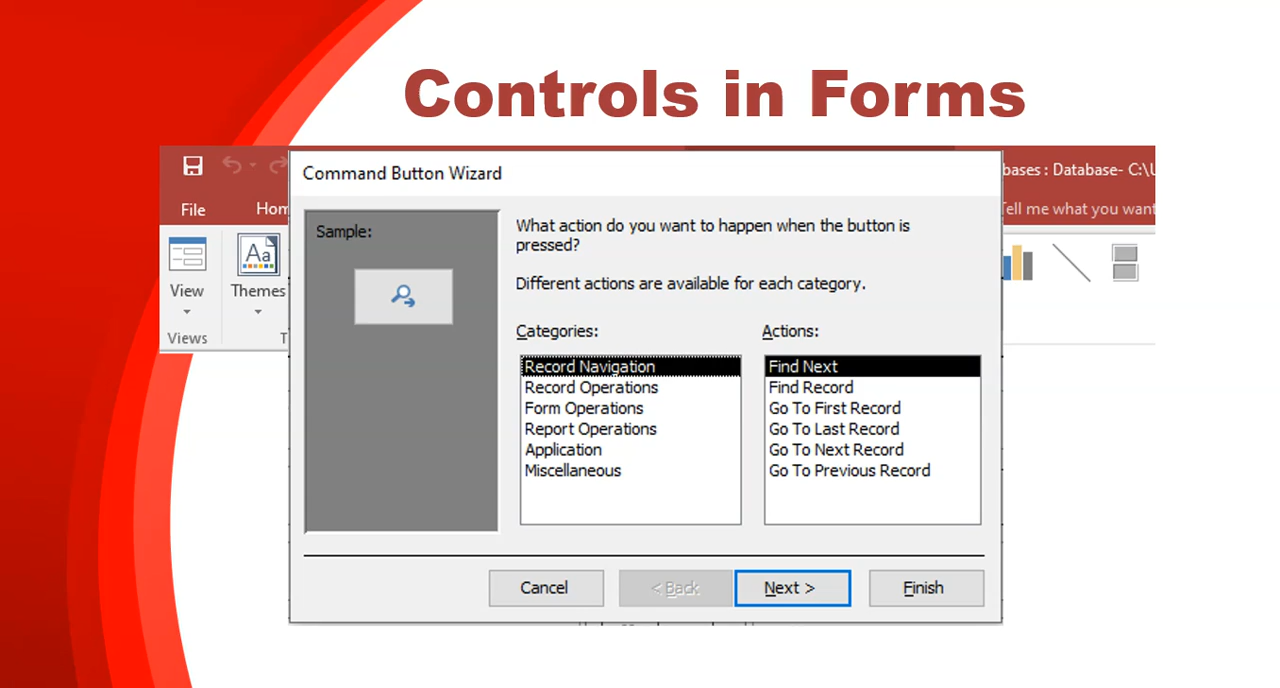 Controls in Forms
Command Button Wizard
bases : Database- C:\U
File
Hom
Tell me what you want
Sample:
What action do you want to happen when the button is
pressed?
Different actions are available for each category.
View
Themes
Views
T
Categories:
Actions:
Record Navigation
Record Operations
Form Operations
Report Operations
Application
Miscellaneous
Find Next
Find Record
Go To First Record
Go To Last Record
Go To Next Record
Go To Previous Record
Cancel
< Back
Next >
Finish